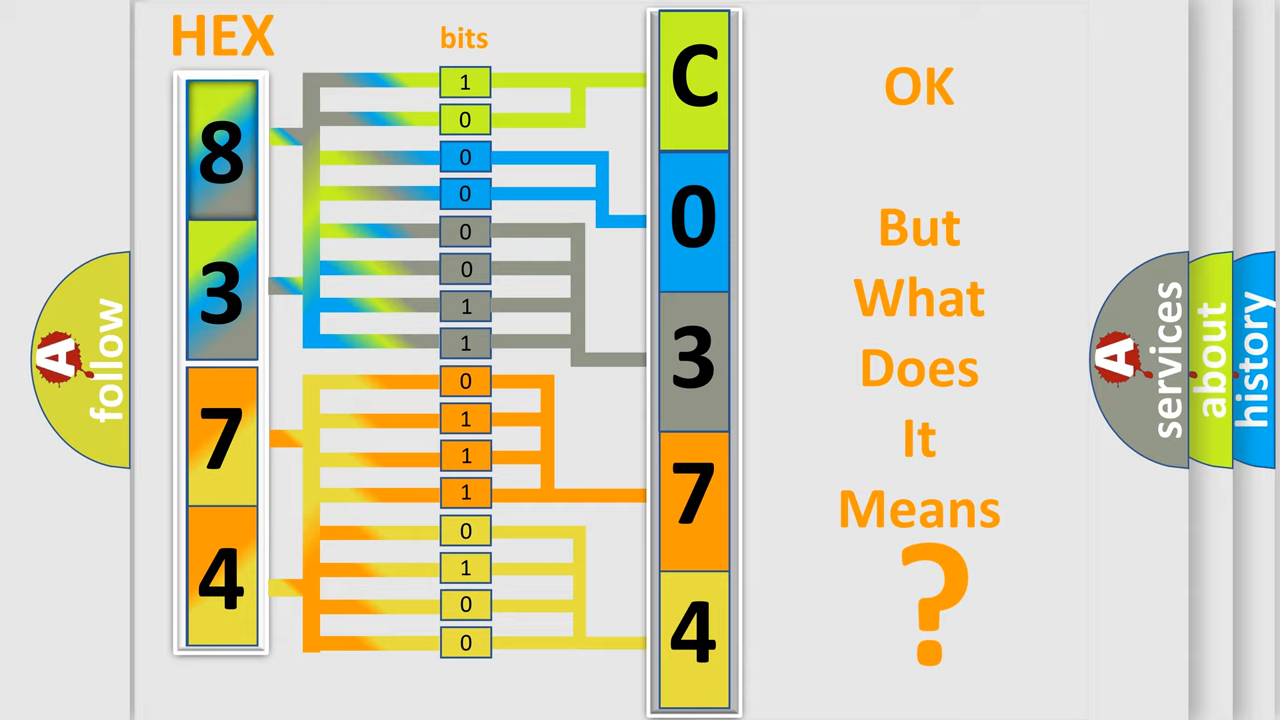 HEX
bits
8
3
7
4
1
0
0
0
0
0
1
1
0
1
1
1
0
1
0
0
C
0
3
7
4
OK
But
What
Does
It
Means
?
A
follow
A
services
about
history